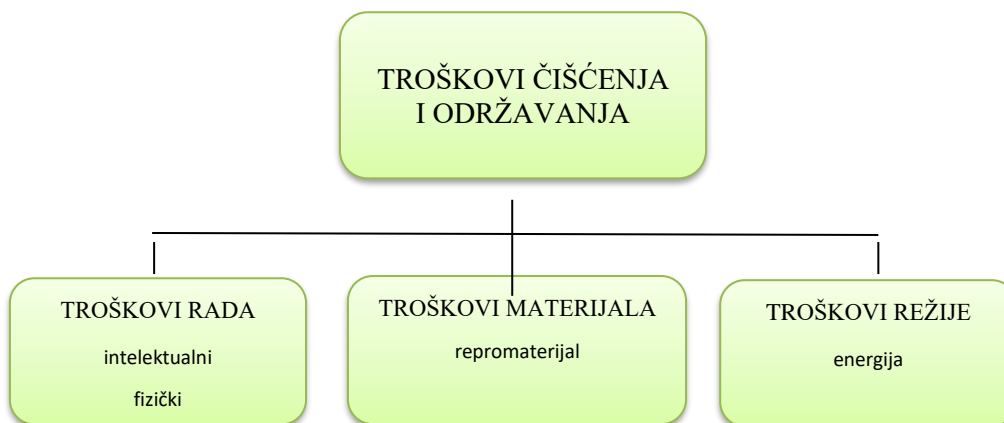 TROŠKOVI ČIŠĆENJA
I ODRŽAVANJA
TROŠKOVI RADA
intelektualni
fizički
TROŠKOVI MATERIJALA
repromaterijal
TROŠKOVI REŽIJE
energija